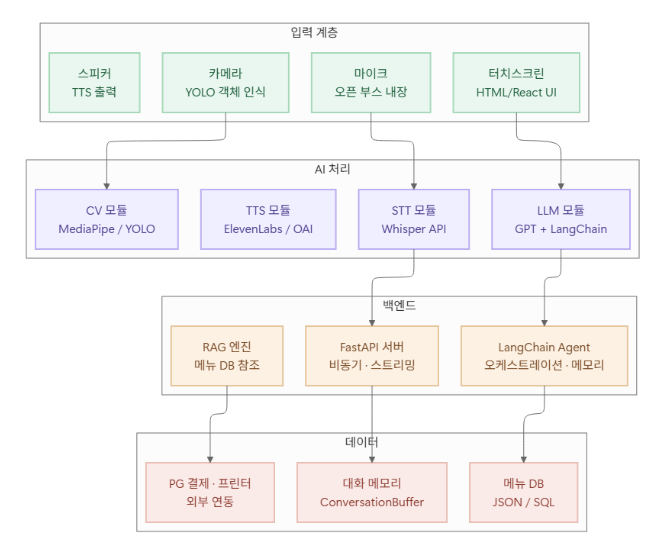 입력 계층
스피커
TTS 출력
카메라
YOLO 객체 인식
마이크
오픈 부스 내장
터치스크린
HTML/React UI
AI 처리
CV 모듈
MediaPipe / YOLO
TTS 모듈
ElevenLabs / OAI
STT 모듈
Whisper API
LLM 모듈
GPT + LangChain
백엔드
RAG 엔진
메뉴 DB 참조
FastAPI 서버
비동기 · 스트리밍
LangChain Agent
오케스트레이션 · 메모리
데이터
PG 결제 · 프린터
외부 연동
대화 메모리
ConversationBuffer
메뉴 DB
JSON / SQL